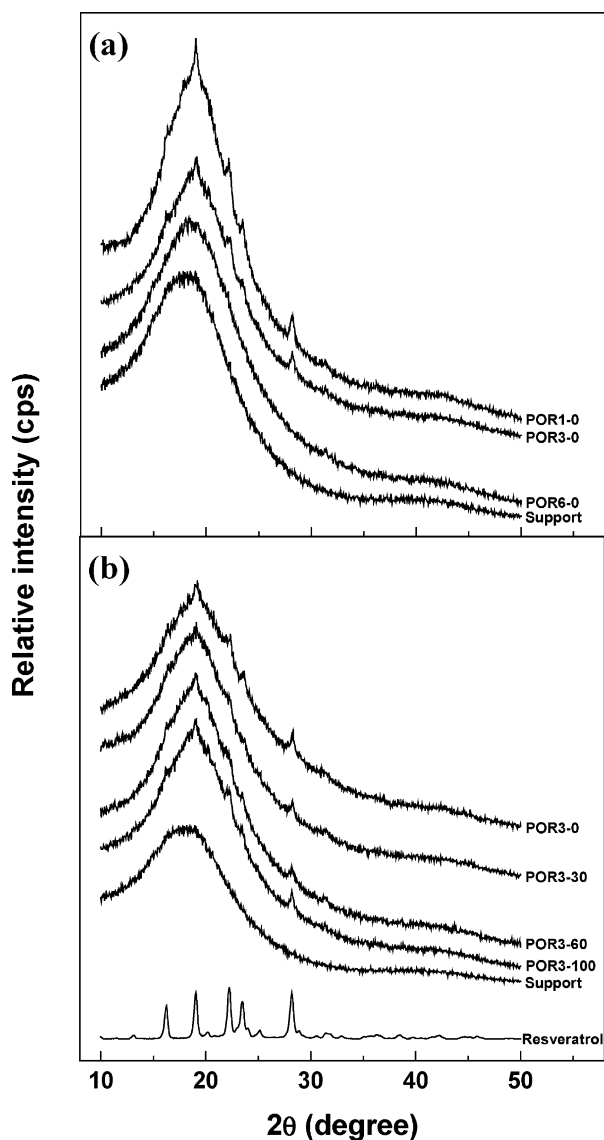 (a)
POR1-0
POR3-0
POR6-0
Support
Relative intensity (cps)
(b)
POR3-0
POR3-30
POR3-60
POR3-100
Support
Resveratrol
10 20 30 40 50
2θ (degree)